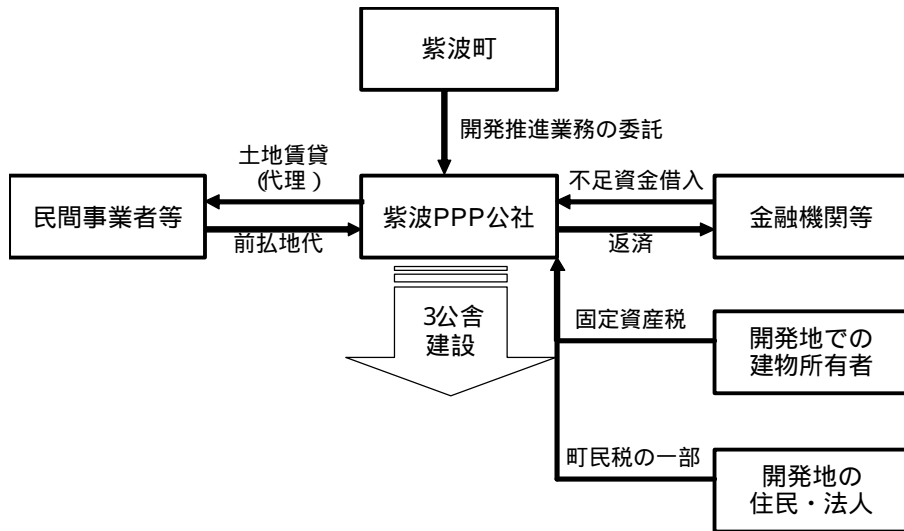 紫波町
開発推進業務の委託
土地賃貸
(代理）
不足資金借入
民間事業者等
紫波PPP公社
金融機関等
前払地代
返済
3公舎
建設
固定資産税
開発地での
建物所有者
町民税の一部
開発地の
住民・法人